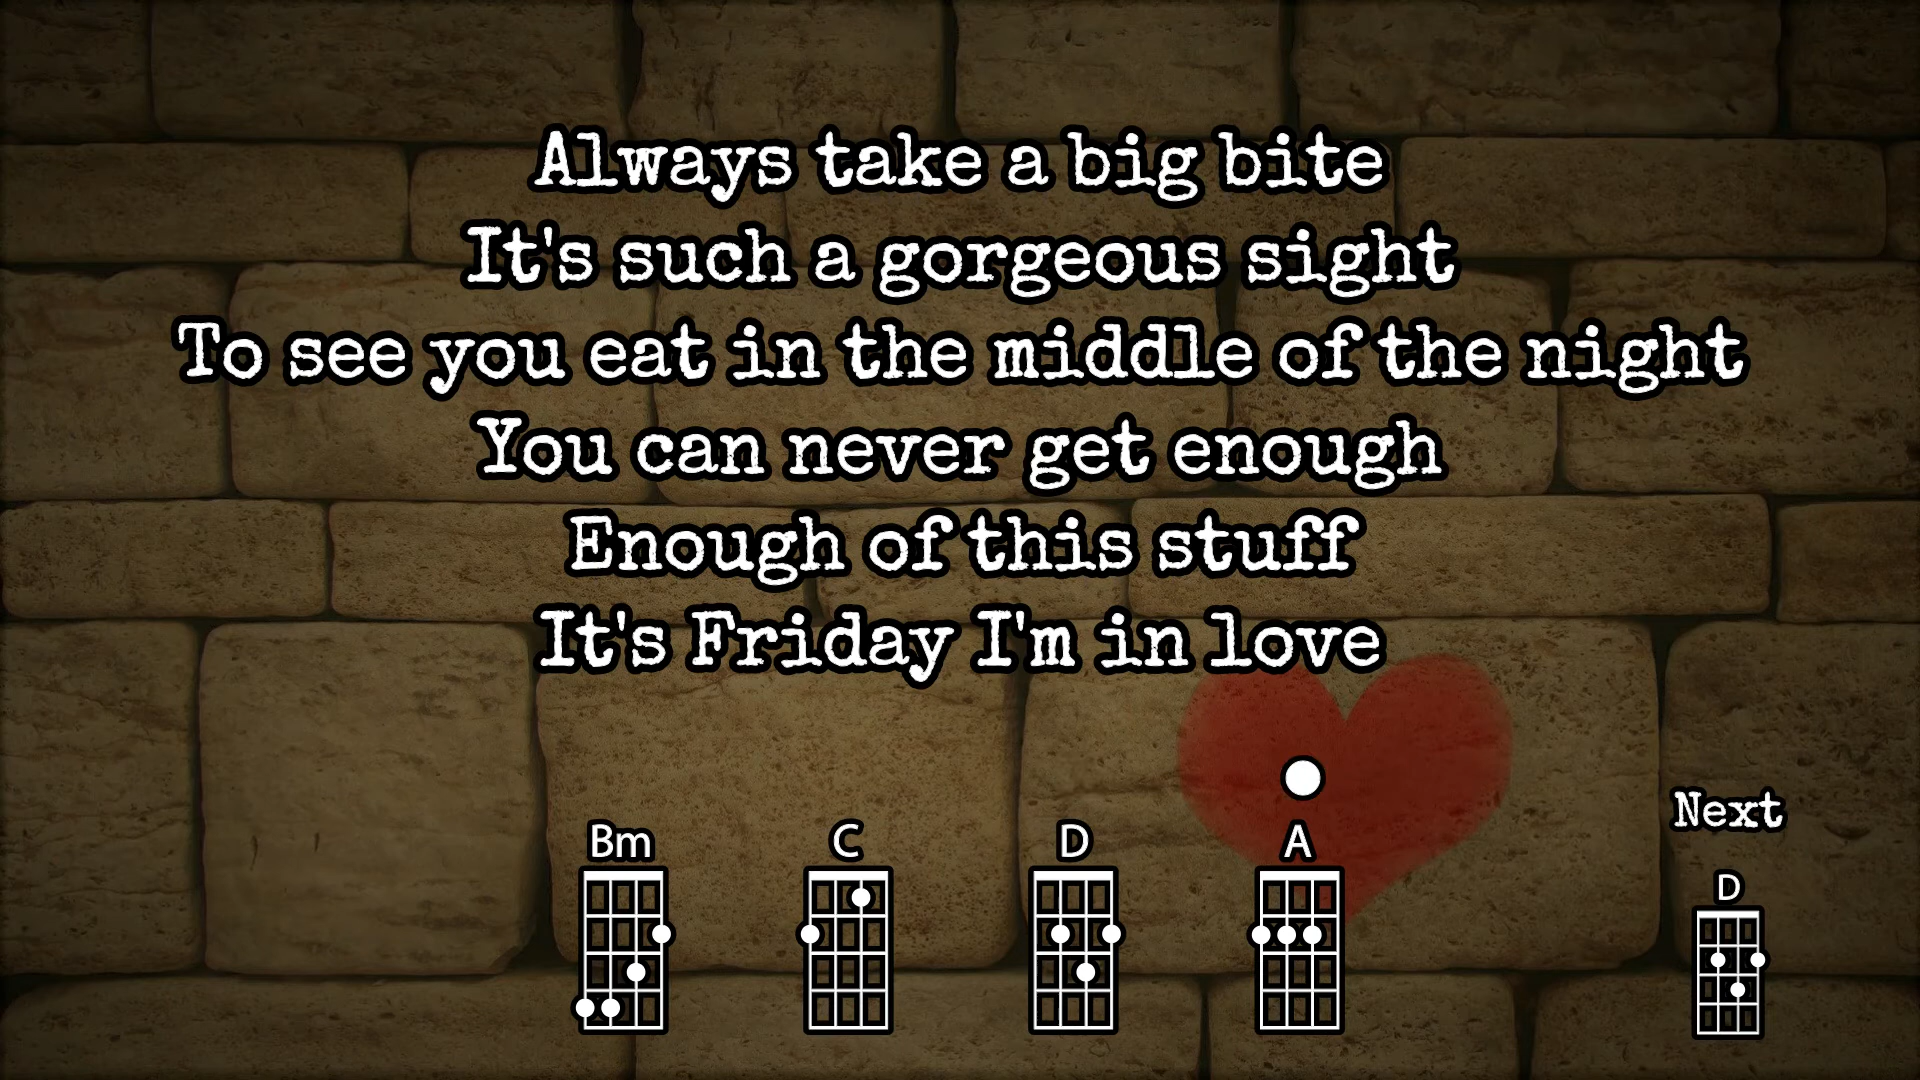 Always take a big bite
It's such a gorgeous sight
To see you eat in the middle of the night
You can never get enough
Enough of this stuff
It's Friday I'm in love
Next
Bm C D A D